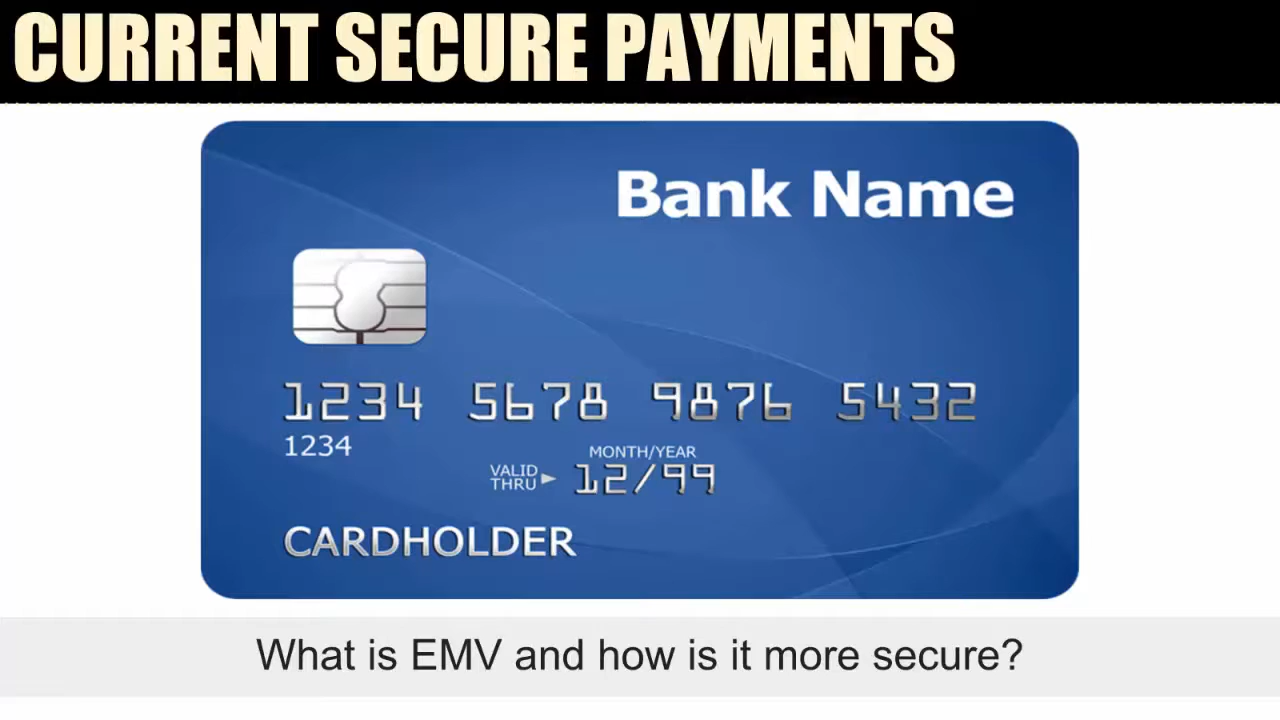 CURRENT SECURE PAYMENTS
Bank Name
1234 5678 9876 5432
1234
MONTH/YEAR
VALID
THRU
12/99
CARDHOLDER
What is EMV and how is it more secure?